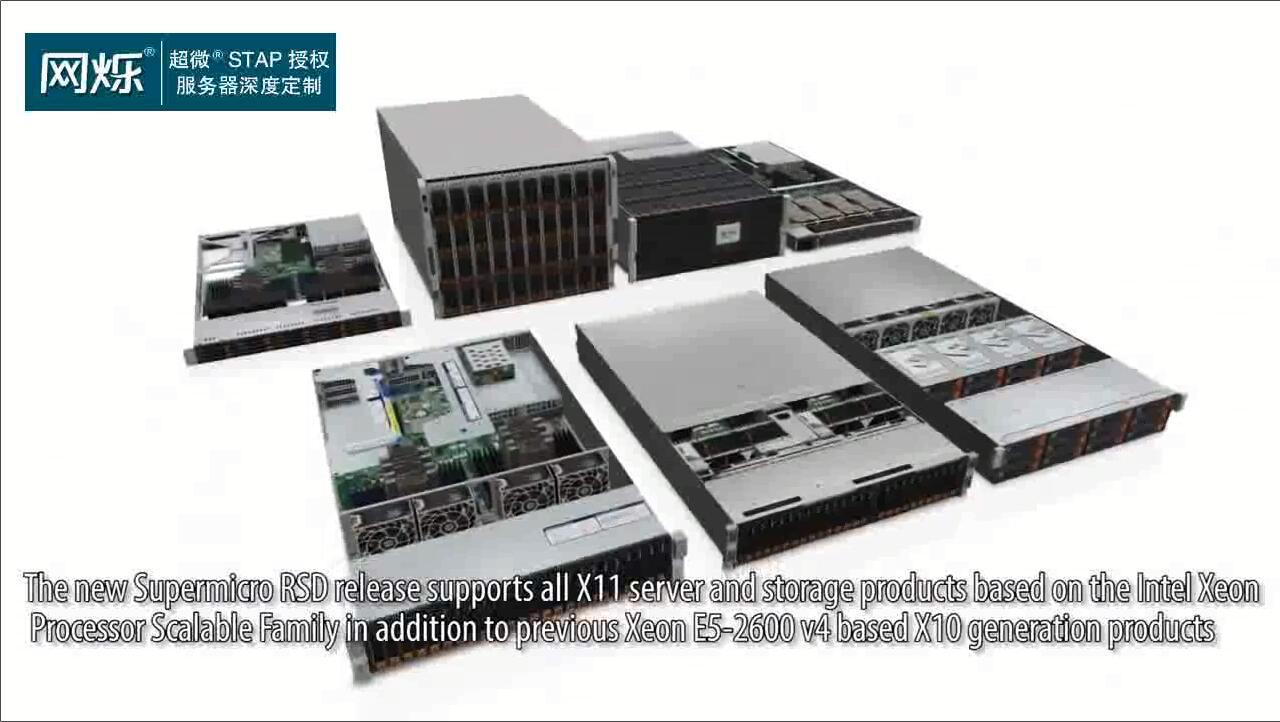 网烁®
超微® STAP 授权
服务器深度定制
The new Supermicro RSD release supports all X11 server and storage products based on the Intel Xeon
Processor Scalable Family in addition to previous Xeon E5-2600 v4 based X10 generation products